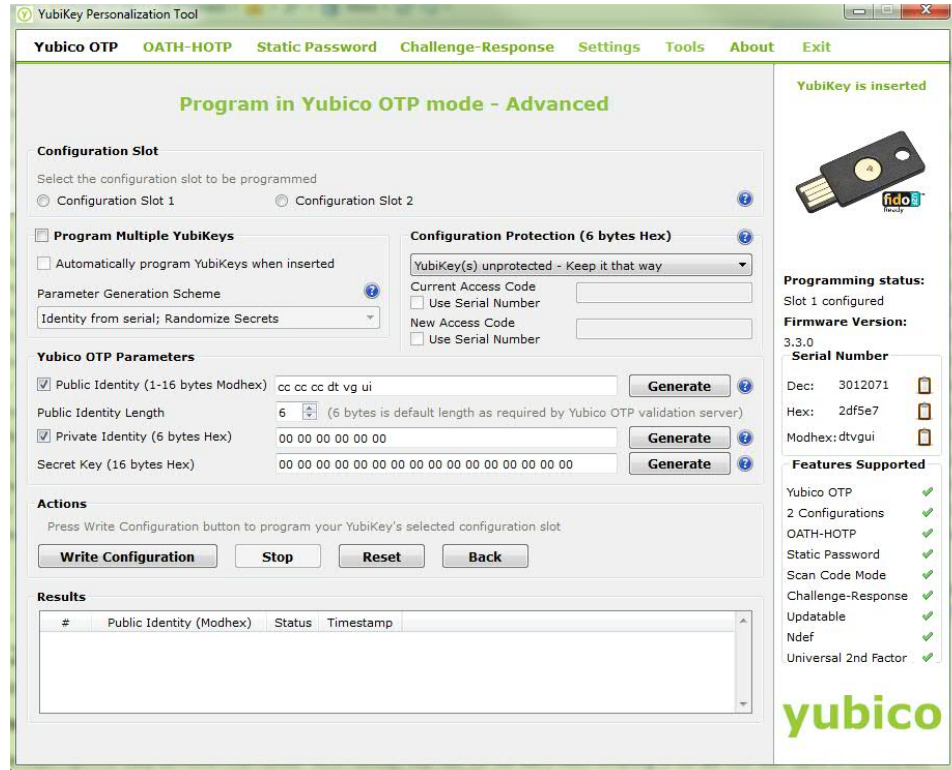 YubiKey Personalization Tool
Yubico OTP OATH-HOTP Static Password Challenge-Response Settings Tools About Exit
Program in Yubico OTP mode - Advanced
Configuration Slot
Select the configuration slot to be programmed
Configuration Slot 1 Configuration Slot 2
Program Multiple YubiKeys
Automatically program YubiKeys when inserted
Parameter Generation Scheme
Identity from serial; Randomize Secrets
Configuration Protection (6 bytes Hex)
YubiKey(s) unprotected - Keep it that way
Current Access Code
Use Serial Number
New Access Code
Use Serial Number
Yubico OTP Parameters
Public Identity (1-16 bytes Modhex) cc cc cc dt vg ui Generate
Public Identity Length 6 (6 bytes is default length as required by Yubico OTP validation server)
Private Identity (6 bytes Hex) 00 00 00 00 00 00 Generate
Secret Key (16 bytes Hex) 00 00 00 00 00 00 00 00 00 00 00 00 00 00 00 00 Generate
Actions
Press Write Configuration button to program your YubiKey's selected configuration slot
Write Configuration Stop Reset Back
Results
# Public Identity (Modhex) Status Timestamp
YubiKey is inserted
fido
Ready
Programming status:
Slot 1 configured
Firmware Version:
3.3.0
Serial Number
Dec: 3012071
Hex: 2df5e7
Modhex: dtvgui
Features Supported
Yubico OTP
2 Configurations
OATH-HOTP
Static Password
Scan Code Mode
Challenge-Response
Updatable
Ndef
Universal 2nd Factor
yubico